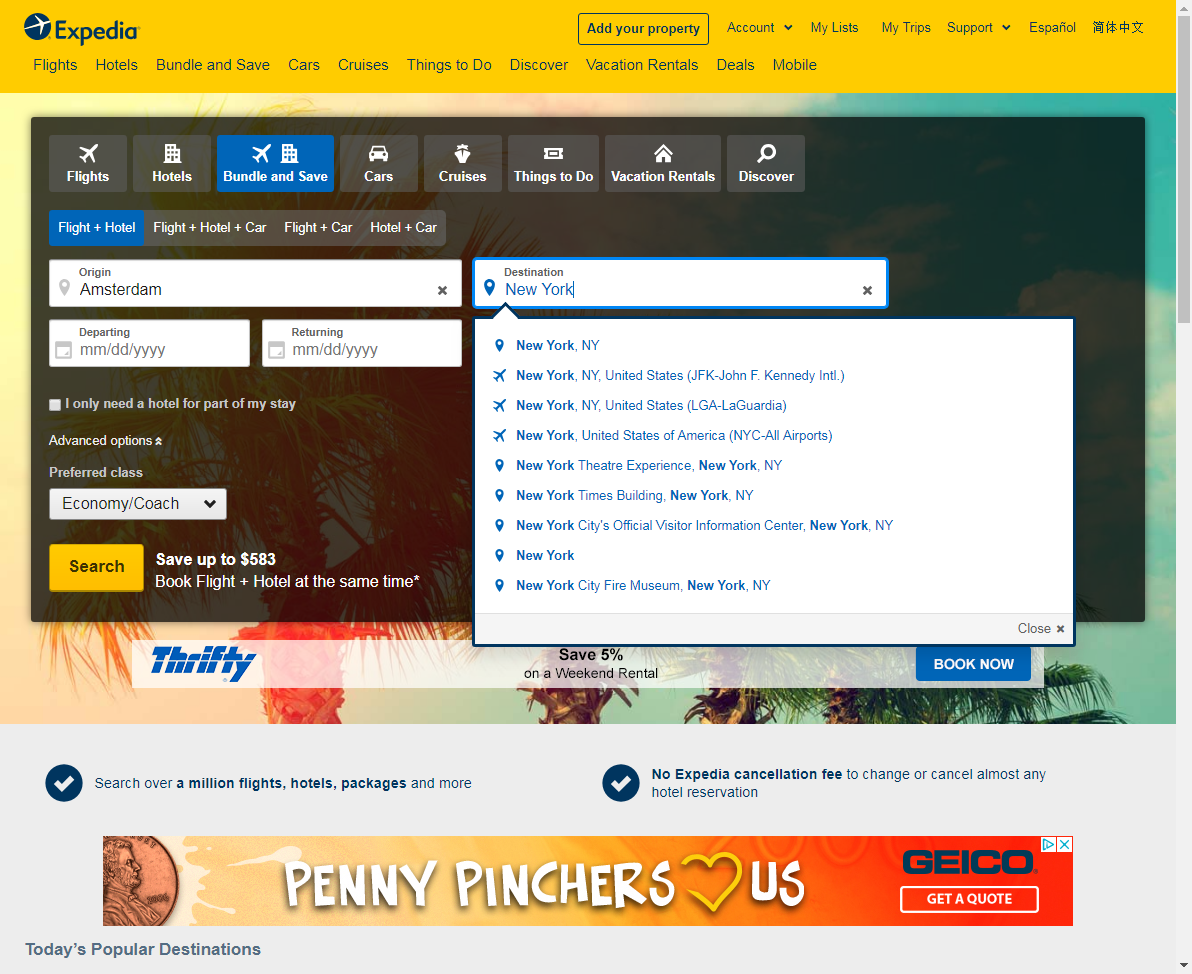 Expedia
Add your property
Account
My Lists
My Trips
Support
Español
简体中文
Flights
Hotels
Bundle and Save
Cars
Cruises
Things to Do
Discover
Vacation Rentals
Deals
Mobile
Flights
Hotels
Bundle and Save
Cars
Cruises
Things to Do
Vacation Rentals
Discover
Flight + Hotel
Flight + Hotel + Car
Flight + Car
Hotel + Car
Origin
Amsterdam
Destination
New York
Departing
mm/dd/yyyy
Returning
mm/dd/yyyy
New York, NY
New York, NY, United States (JFK-John F. Kennedy Intl.)
New York, NY, United States (LGA-LaGuardia)
New York, United States of America (NYC-All Airports)
New York Theatre Experience, New York, NY
New York Times Building, New York, NY
New York City's Official Visitor Information Center, New York, NY
New York
New York City Fire Museum, New York, NY
Close
I only need a hotel for part of my stay
Advanced options
Preferred class
Economy/Coach
Search
Save up to $583
Book Flight + Hotel at the same time*
Thrifty
Save 5%
on a Weekend Rental
BOOK NOW
Search over a million flights, hotels, packages and more
No Expedia cancellation fee to change or cancel almost any
hotel reservation
PENNY PINCHERS US
GEICO
GET A QUOTE
Today's Popular Destinations